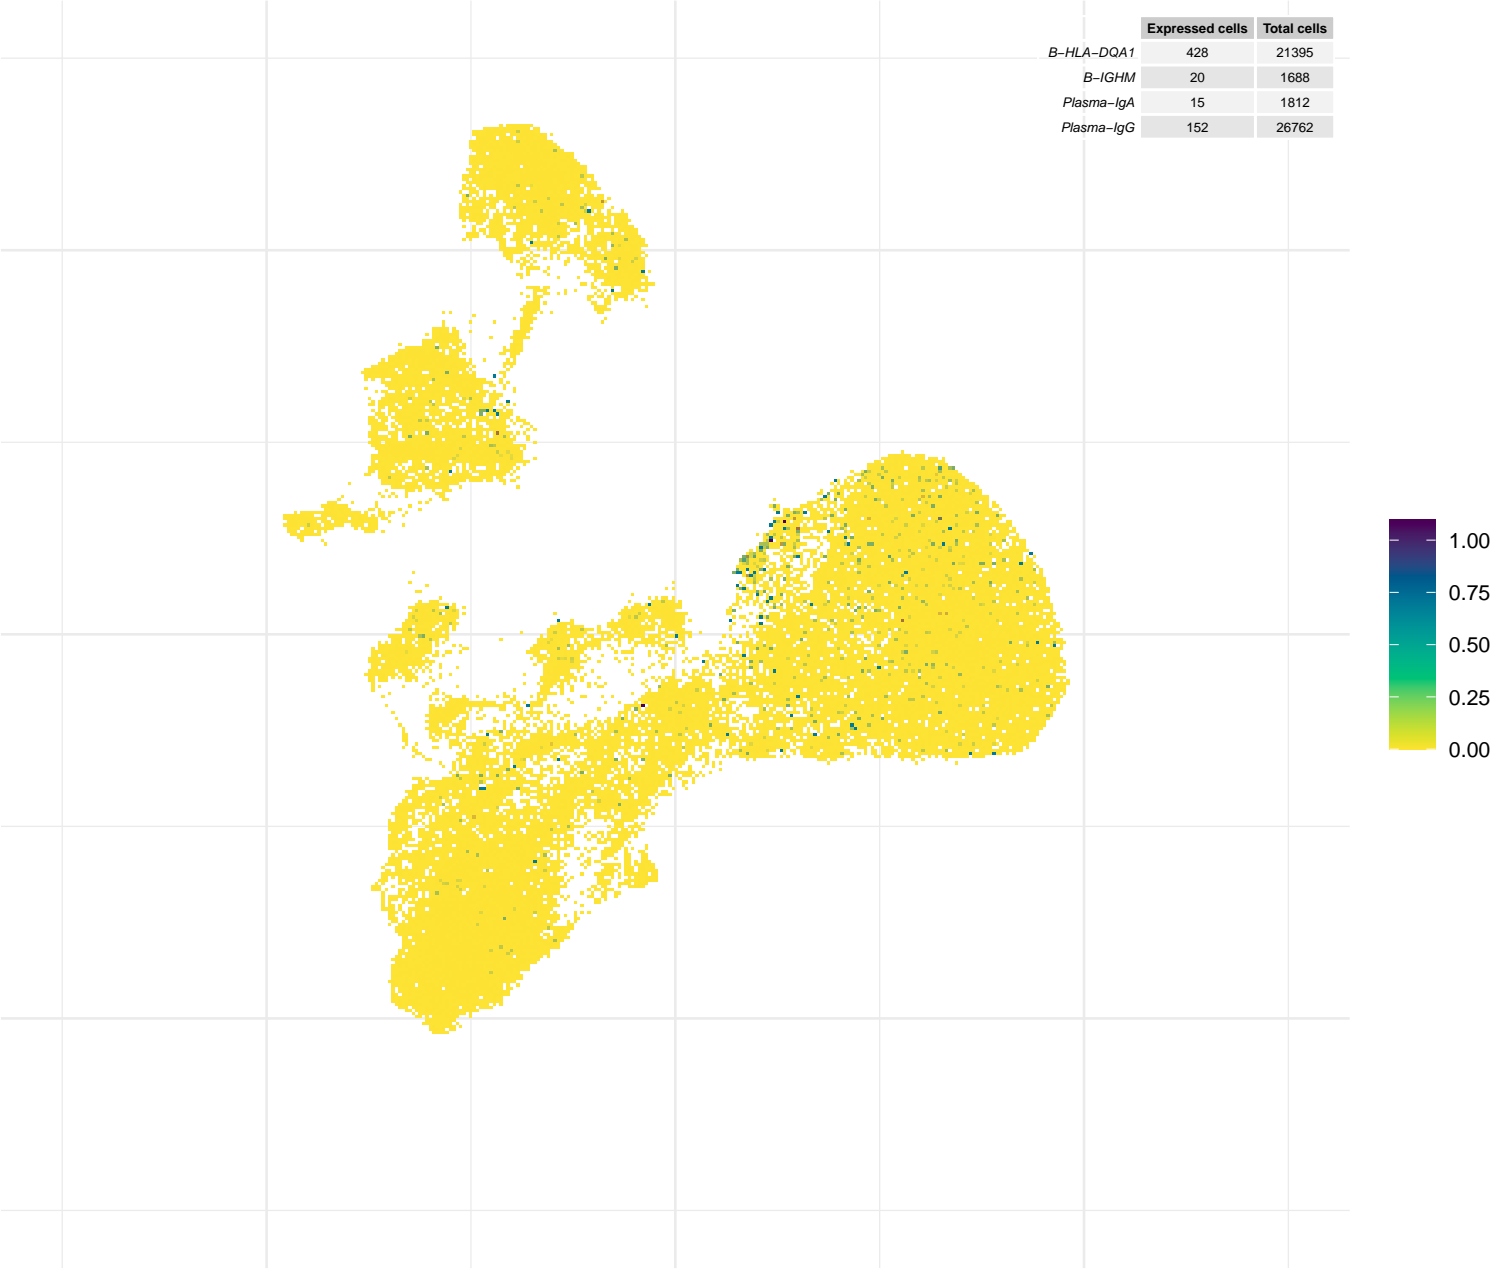 Expressed cells Total cells
B−HLA−DQA1 428 21395
B−IGHM 20 1688
Plasma−IgA 15 1812
Plasma−IgG 152 26762
1.00
0.75
0.50
0.25
0.00